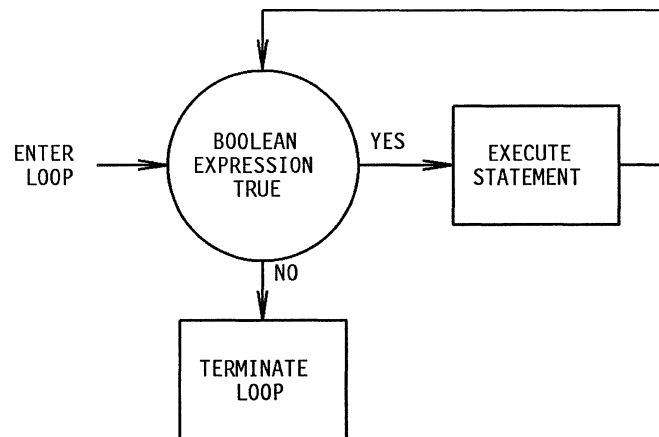 ENTER
LOOP
BOOLEAN
EXPRESSION
TRUE
YES
EXECUTE
STATEMENT
NO
TERMINATE
LOOP